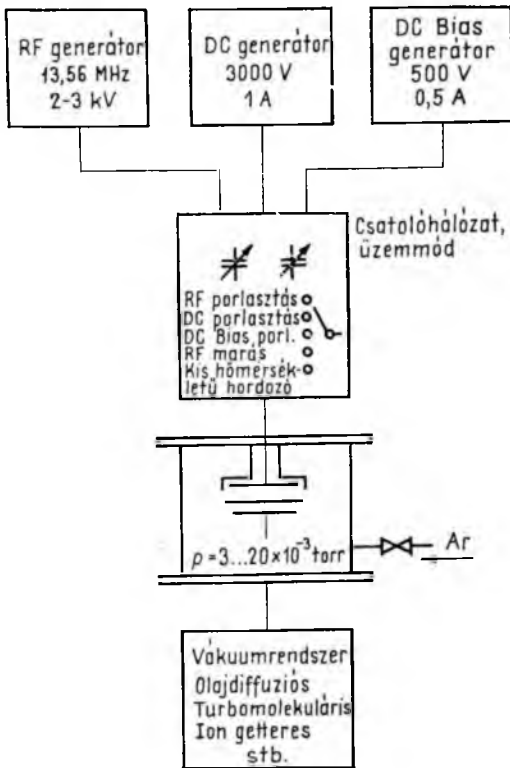 RF generátor
13,56 MHz
2-3 kV
DC generátor
3000 V
1 A
DC Bias
generátor
500 V
0,5 A
Csatolóhálózat,
üzemmód
RF porlasztás
DC porlasztás
DC Bias porl.
RF marás
Kis hőmérsék-
letű hordozó
p = 3...20×10⁻³ torr
Ar
Vákuumrendszer
Olajdiffuziós
Turbomolekuláris
Ion getteres
stb.